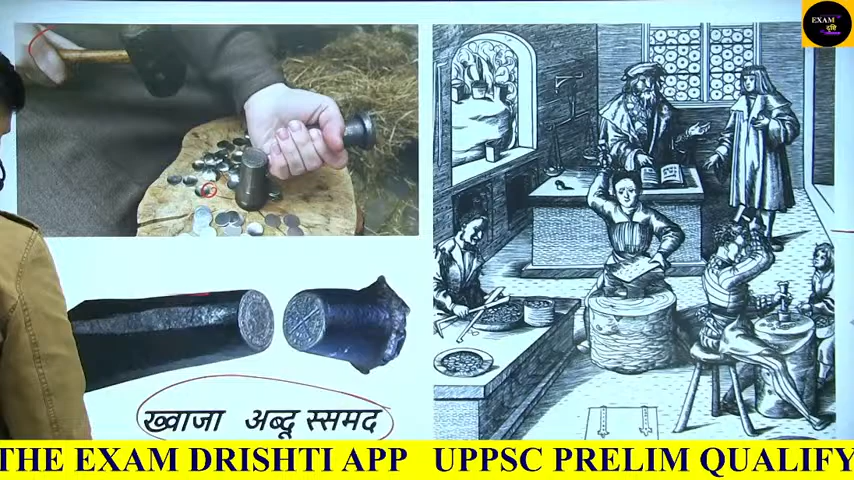 EXAM
दृष्टि
ख्वाजा अब्दू स्समद
THE EXAM DRISHTI APP UPPSC PRELIM QUALIFY